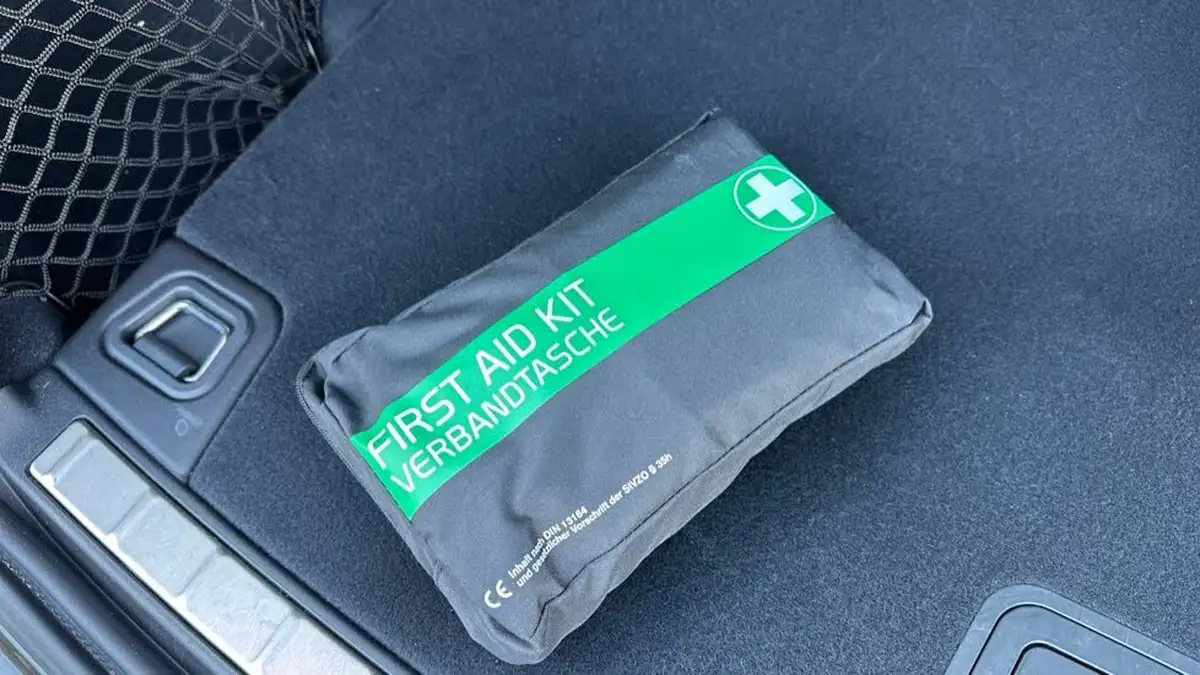 FIRST AID KIT
VERBANDTASCHE
CE Inhalt nach DIN 13164
und gesetzlicher Vorschrift der StVZO § 35h